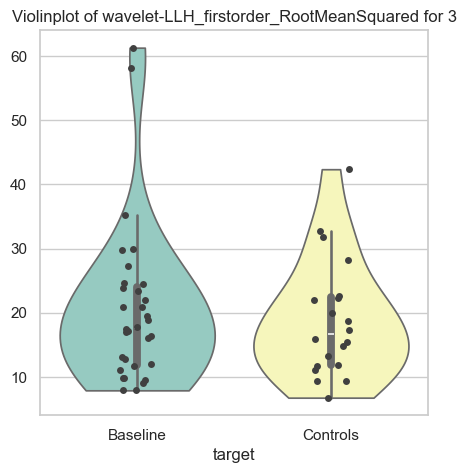 Violinplot of wavelet-LLH_firstorder_RootMeanSquared for 3
60
50
40
30
20
10
Baseline Controls
target